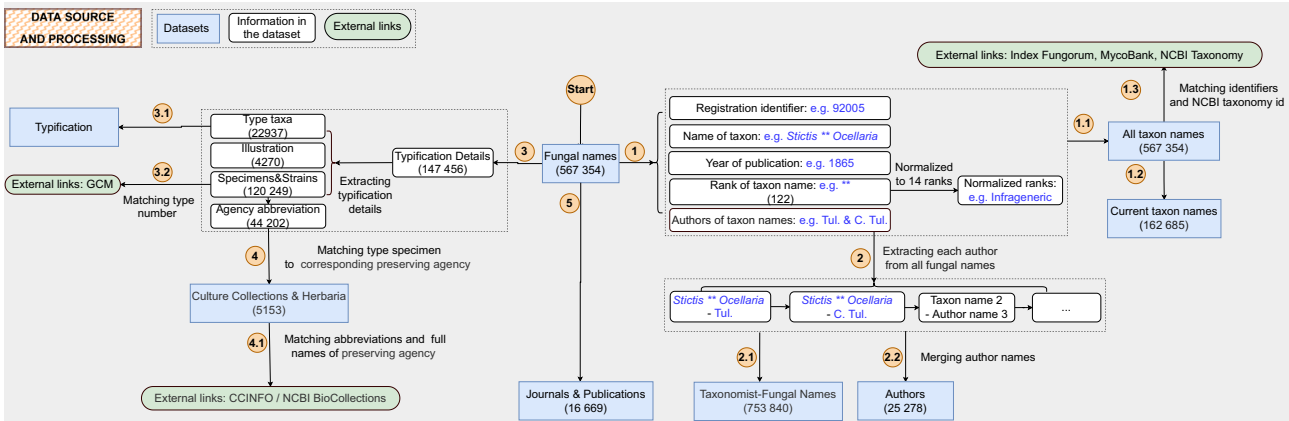 DATA SOURCE
AND PROCESSING
Datasets
Information in
the dataset
External links
External links: Index Fungorum, MycoBank, NCBI Taxonomy
1.3
Matching identifiers
and NCBI taxonomy id
Start
3.1
Typification
Type taxa
(22937)
Illustration
(4270)
3.2
External links: GCM
Specimens&Strains
(120 249)
Matching type
number
Agency abbreviation
(44 202)
Extracting
typification
details
Typification Details
(147 456)
3
Fungal names
(567 354)
1
5
Registration identifier: e.g. 92005
Name of taxon: e.g. Stictis ** Ocellaria
Year of publication: e.g. 1865
Rank of taxon name: e.g. **
(122)
Authors of taxon names: e.g. Tul. & C. Tul.
Normalized
to 14 ranks
Normalized ranks:
e.g. Infrageneric
1.1
All taxon names
(567 354)
1.2
Current taxon names
(162 685)
4
Matching type specimen
to corresponding preserving agency
Culture Collections & Herbaria
(5153)
4.1
Matching abbreviations and full
names of preserving agency
External links: CCINFO / NCBI BioCollections
2
Extracting each author
from all fungal names
Stictis ** Ocellaria
- Tul.
Stictis ** Ocellaria
- C. Tul.
Taxon name 2
- Author name 3
...
2.1
2.2
Merging author names
Journals & Publications
(16 669)
Taxonomist-Fungal Names
(753 840)
Authors
(25 278)